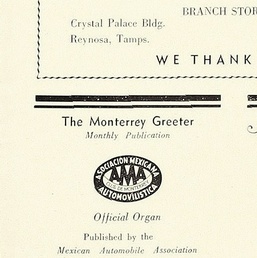 BRANCH STOR
Crystal Palace Bldg.
Reynosa, Tamps.
WE THANK
The Monterrey Greeter
Monthly Publication
ASOCIACION MEXICANA
AMA
AUTOMOVILISTICA
Official Organ
Published by the
Mexican Automobile Association